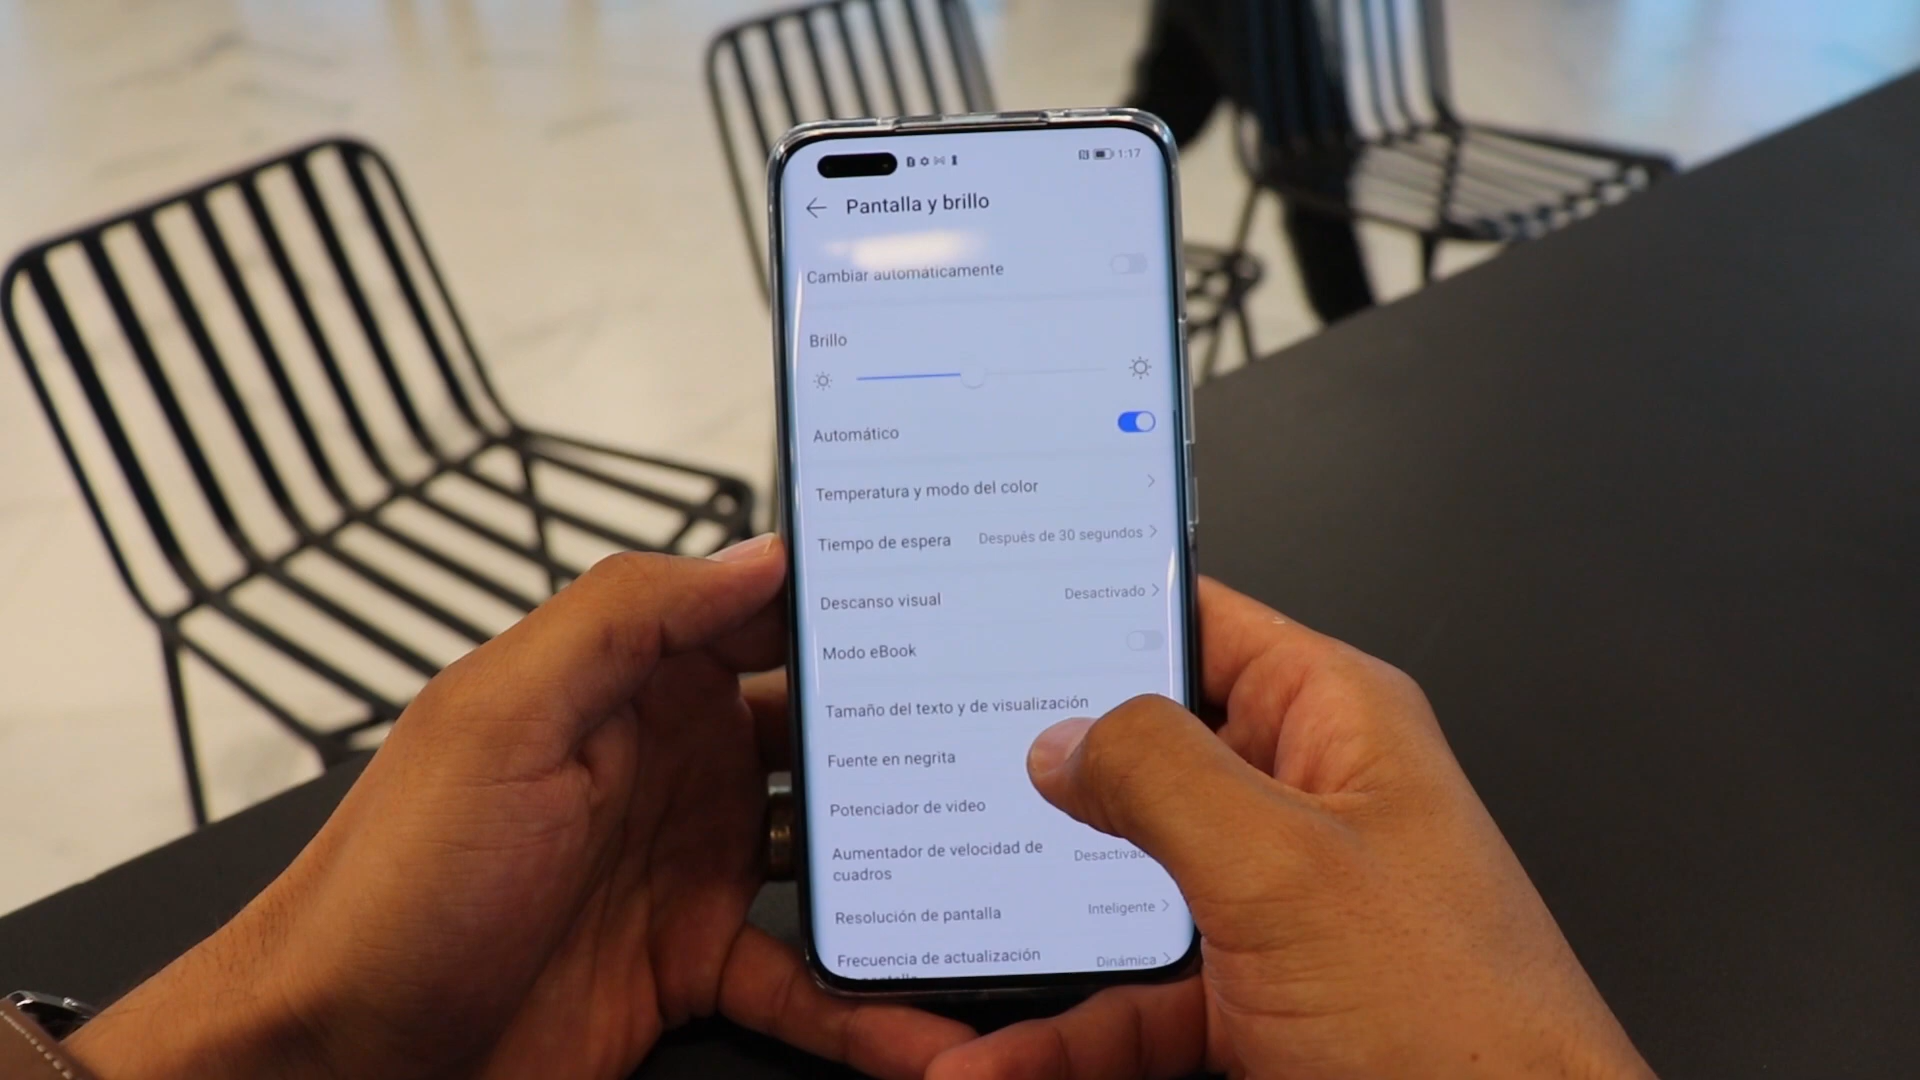 1:17
Pantalla y brillo
Cambiar automáticamente
Brillo
Automático
Temperatura y modo del color
Tiempo de espera Después de 30 segundos
Descanso visual Desactivado
Modo eBook
Tamaño del texto y de visualización
Fuente en negrita
Potenciador de video
Aumentador de velocidad de
cuadros
Resolución de pantalla Inteligente
Frecuencia de actualización
Dinámica